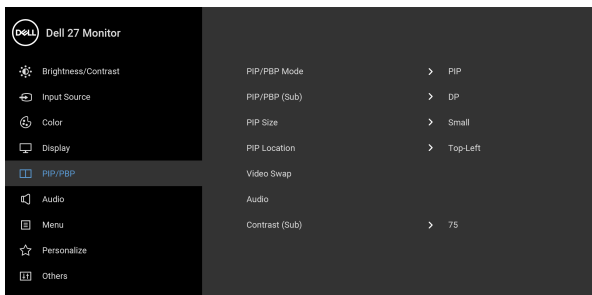 DELL Dell 27 Monitor
Brightness/Contrast
Input Source
Color
Display
PIP/PBP
Audio
Menu
Personalize
Others
PIP/PBP Mode > PIP
PIP/PBP (Sub) > DP
PIP Size > Small
PIP Location > Top-Left
Video Swap
Audio
Contrast (Sub) > 75